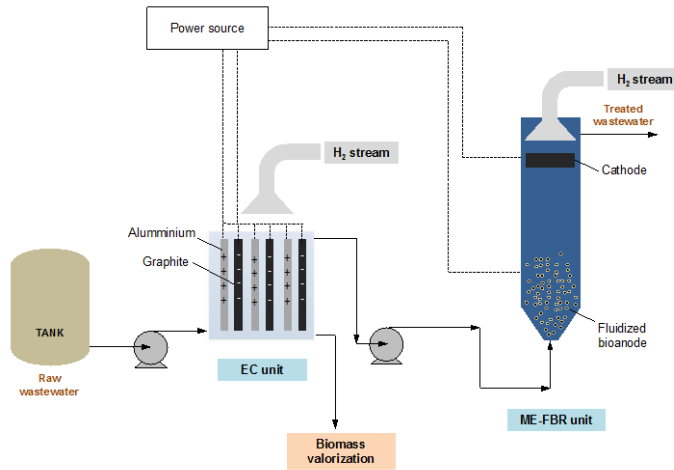 Power source
H2 stream
Treated
wastewater
H2 stream
Cathode
Alumminium
Graphite
+ - + - + -
+ - + - + -
+ - + - + -
+ - + - + -
TANK
Raw
wastewater
EC unit
Fluidized
bioanode
ME-FBR unit
Biomass
valorization